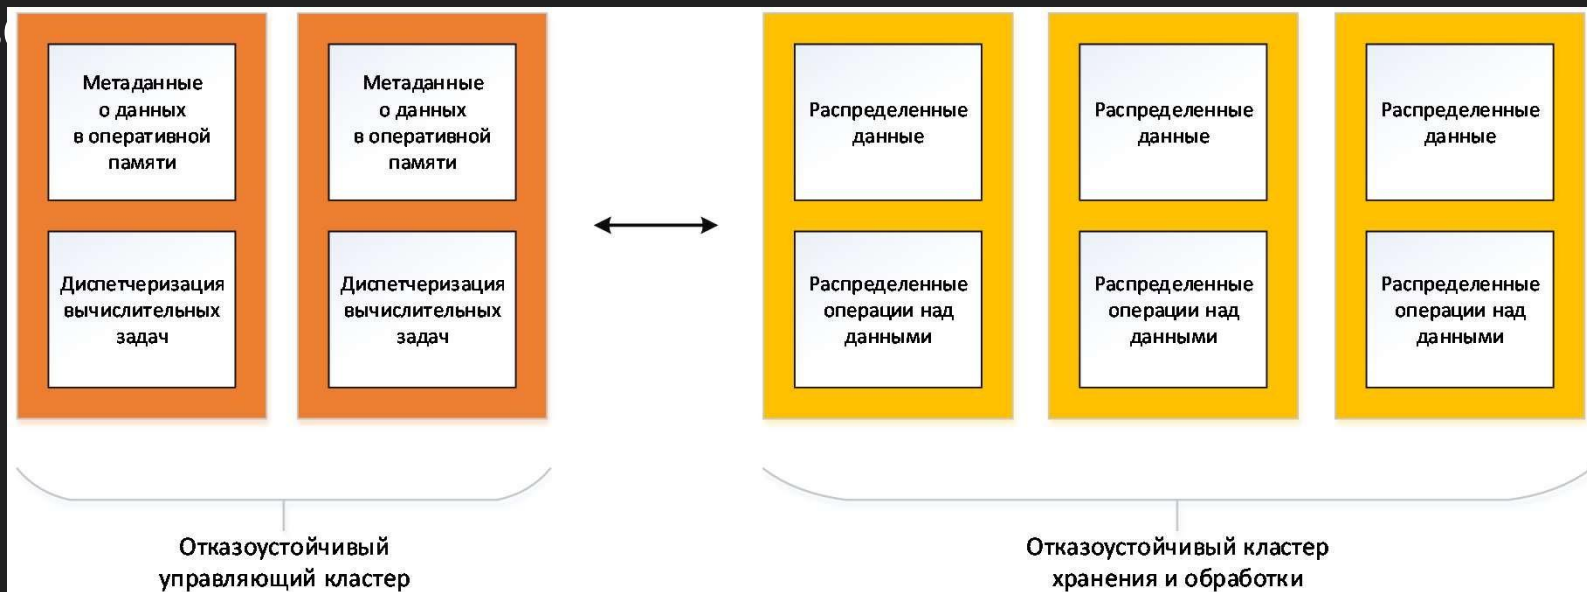 Метаданные
о данных
в оперативной
памяти
Диспетчеризация
вычислительных
задач
Метаданные
о данных
в оперативной
памяти
Диспетчеризация
вычислительных
задач
Распределенные
данные
Распределенные
операции над
данными
Распределенные
данные
Распределенные
операции над
данными
Распределенные
данные
Распределенные
операции над
данными
Отказоустойчивый
управляющий кластер
Отказоустойчивый кластер
хранения и обработки